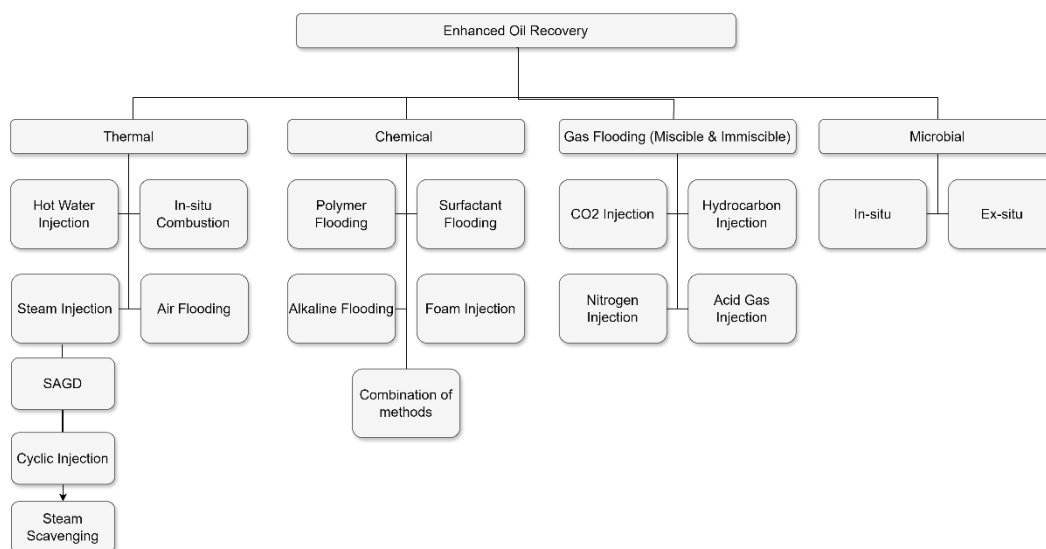 Enhanced Oil Recovery
Thermal
Chemical
Gas Flooding (Miscible & Immiscible)
Microbial
Hot Water
Injection
In-situ
Combustion
Polymer
Flooding
Surfactant
Flooding
CO2 Injection
Hydrocarbon
Injection
In-situ
Ex-situ
Steam Injection
Air Flooding
Alkaline Flooding
Foam Injection
Nitrogen
Injection
Acid Gas
Injection
SAGD
Combination of
methods
Cyclic Injection
Steam
Scavenging